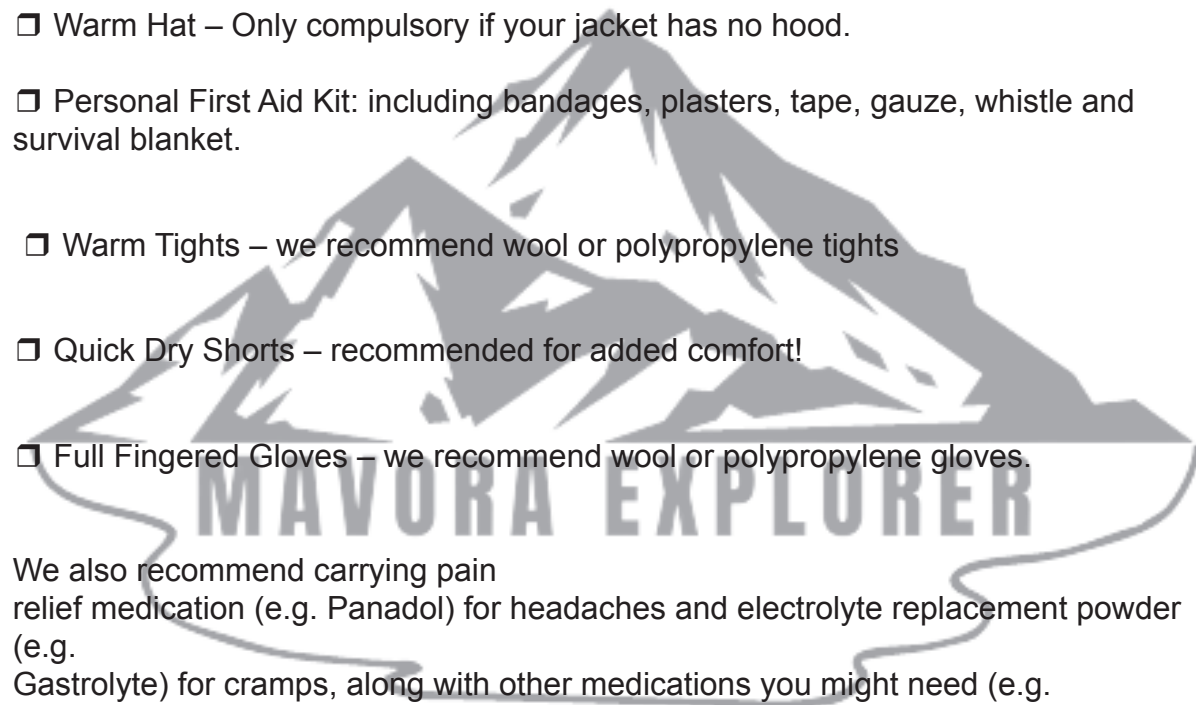 ❒ Warm Hat – Only compulsory if your jacket has no hood.
❒ Personal First Aid Kit: including bandages, plasters, tape, gauze, whistle and
survival blanket.
❒ Warm Tights – we recommend wool or polypropylene tights
❒ Quick Dry Shorts – recommended for added comfort!
❒ Full Fingered Gloves – we recommend wool or polypropylene gloves.
MAVORA EXPLORER
We also recommend carrying pain
relief medication (e.g. Panadol) for headaches and electrolyte replacement powder
(e.g.
Gastrolyte) for cramps, along with other medications you might need (e.g.